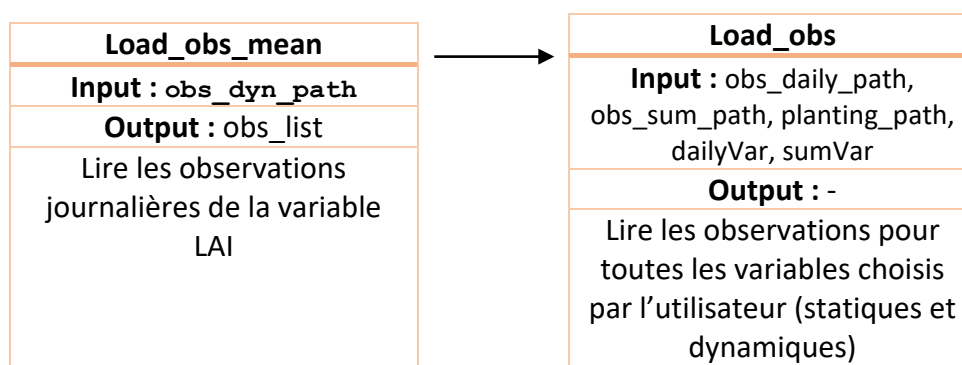 Load_obs_mean
Input : obs_dyn_path
Output : obs_list
Lire les observations
journalières de la variable
LAI
Load_obs
Input : obs_daily_path,
obs_sum_path, planting_path,
dailyVar, sumVar
Output : -
Lire les observations pour
toutes les variables choisis
par l’utilisateur (statiques et
dynamiques)